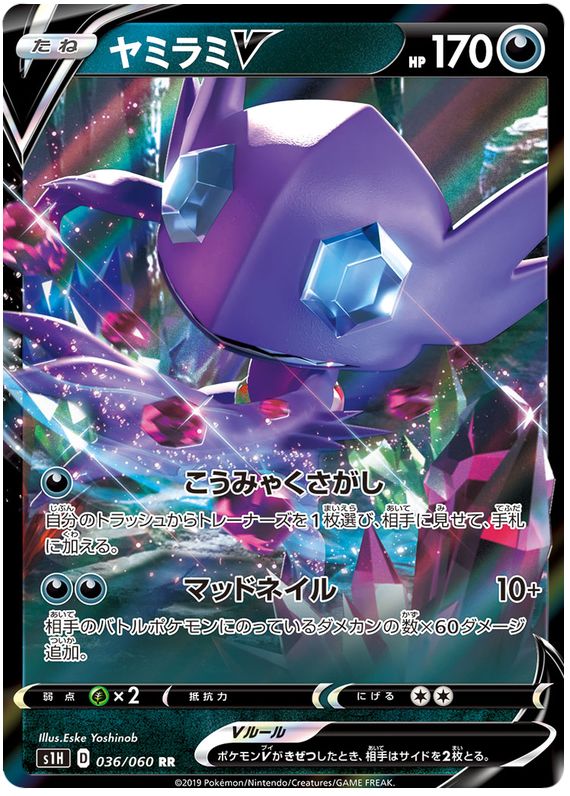 たね ヤミラミV HP 170
こうみゃくさがし
自分のトラッシュからトレーナーズを1枚選び、相手に見せて、手札
に加える。
マッドネイル 10+
相手のバトルポケモンにのっているダメカンの数×60ダメージ
追加。
弱点 ×2 抵抗力 にげる
Illus.Eske Yoshinob
Vルール
ポケモンVがきぜつしたとき、相手はサイドを2枚とる。
s1H D 036/060 RR
©2019 Pokémon/Nintendo/Creatures/GAME FREAK.